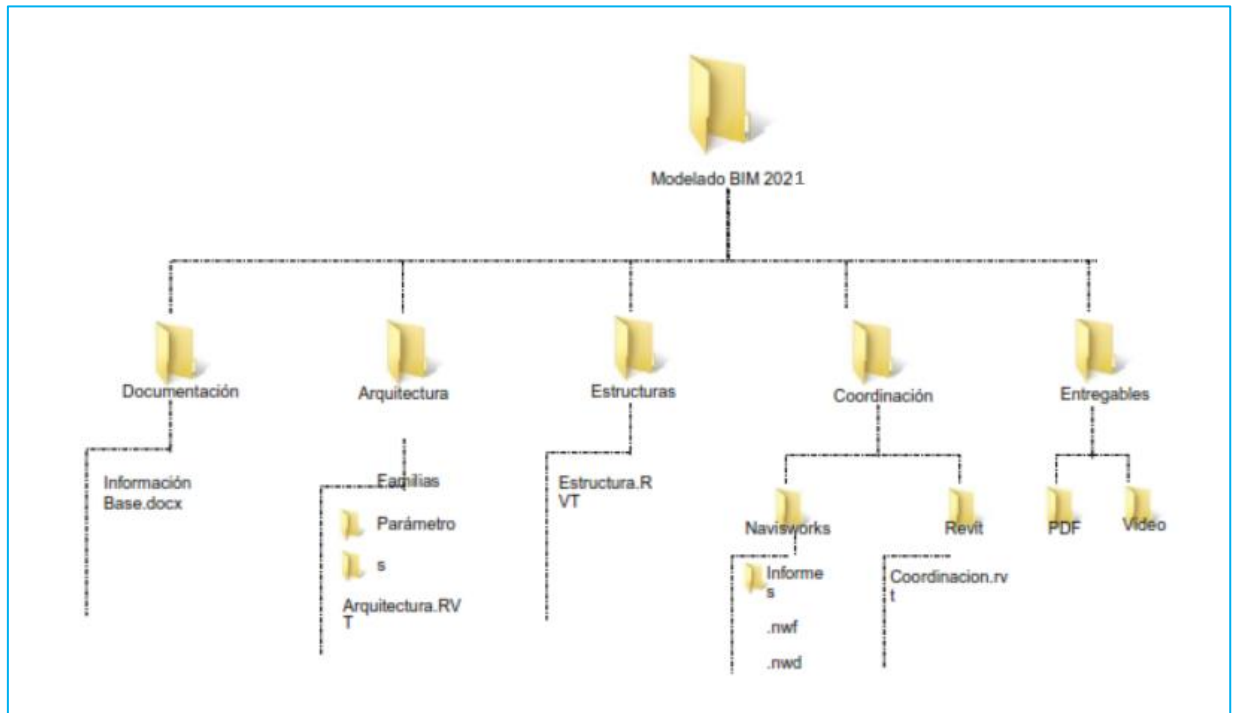 Modelado BIM 2021
Documentación
Arquitectura
Estructuras
Coordinación
Entregables
Información
Base.docx
Familias
Parámetro
s
Arquitectura.RV
T
Estructura.R
VT
Navisworks
Revit
PDF
Video
Informe
s
.nwf
.nwd
Coordinacion.rv
t